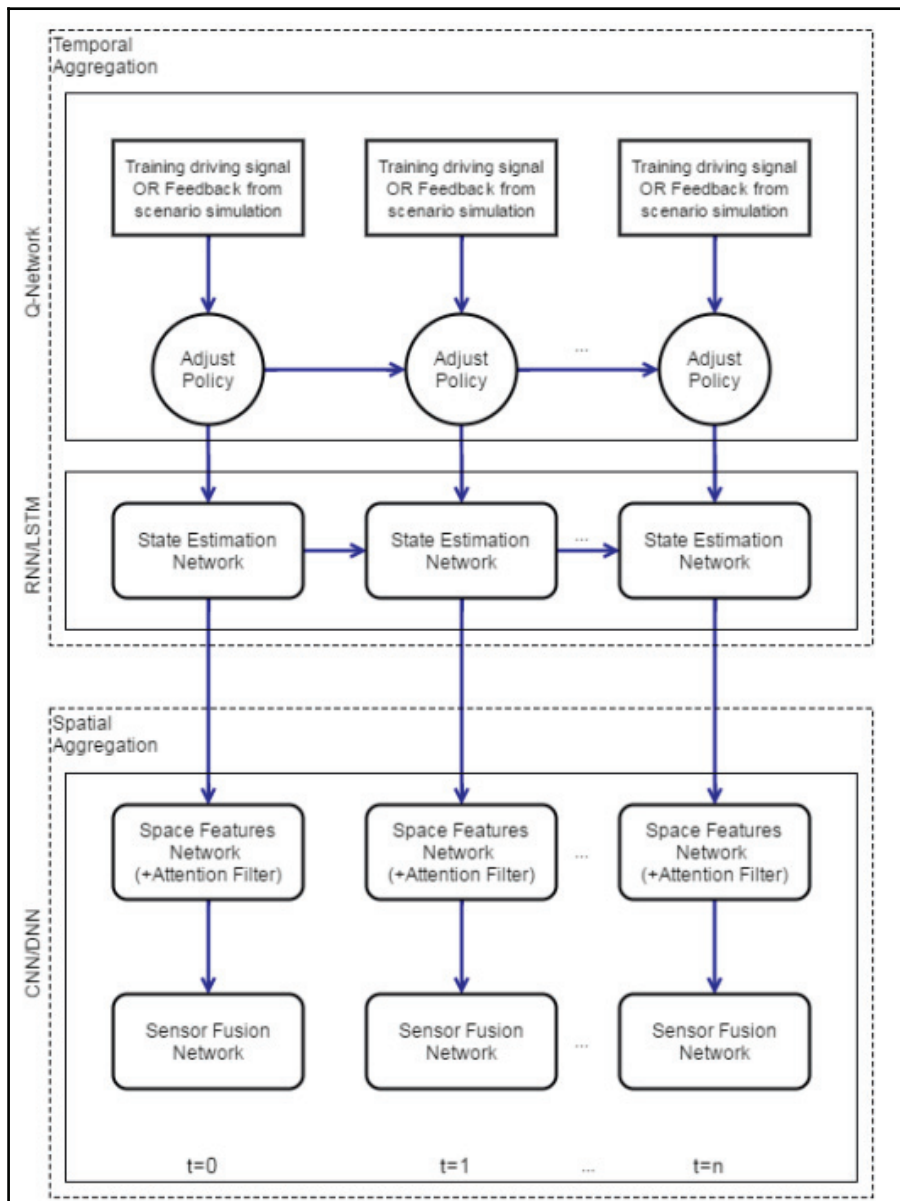 Temporal
Aggregation
Q-Network
Training driving signal
OR Feedback from
scenario simulation
Training driving signal
OR Feedback from
scenario simulation
Training driving signal
OR Feedback from
scenario simulation
Adjust
Policy
Adjust
Policy
...
Adjust
Policy
RNN/LSTM
State Estimation
Network
State Estimation
Network
...
State Estimation
Network
Spatial
Aggregation
CNN/DNN
Space Features
Network
(+Attention Filter)
Space Features
Network
(+Attention Filter)
...
Space Features
Network
(+Attention Filter)
Sensor Fusion
Network
Sensor Fusion
Network
...
Sensor Fusion
Network
t=0
t=1
...
t=n